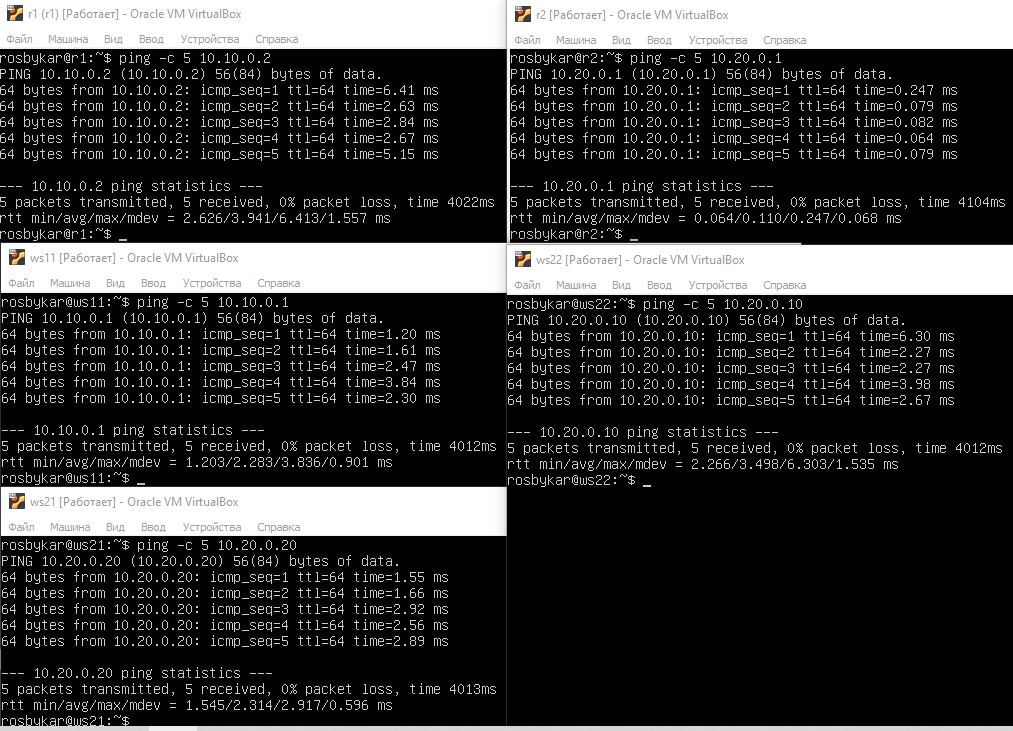 r1 (r1) [Работает] - Oracle VM VirtualBox
Файл Машина Вид Ввод Устройства Справка
rosbykar@r1:~$ ping -c 5 10.10.0.2
PING 10.10.0.2 (10.10.0.2) 56(84) bytes of data.
64 bytes from 10.10.0.2: icmp_seq=1 ttl=64 time=6.41 ms
64 bytes from 10.10.0.2: icmp_seq=2 ttl=64 time=2.63 ms
64 bytes from 10.10.0.2: icmp_seq=3 ttl=64 time=2.84 ms
64 bytes from 10.10.0.2: icmp_seq=4 ttl=64 time=2.67 ms
64 bytes from 10.10.0.2: icmp_seq=5 ttl=64 time=5.15 ms
--- 10.10.0.2 ping statistics ---
5 packets transmitted, 5 received, 0% packet loss, time 4022ms
rtt min/avg/max/mdev = 2.626/3.941/6.413/1.557 ms
rosbykar@r1:~$ _
r2 [Работает] - Oracle VM VirtualBox
Файл Машина Вид Ввод Устройства Справка
rosbykar@r2:~$ ping -c 5 10.20.0.1
PING 10.20.0.1 (10.20.0.1) 56(84) bytes of data.
64 bytes from 10.20.0.1: icmp_seq=1 ttl=64 time=0.247 ms
64 bytes from 10.20.0.1: icmp_seq=2 ttl=64 time=0.079 ms
64 bytes from 10.20.0.1: icmp_seq=3 ttl=64 time=0.082 ms
64 bytes from 10.20.0.1: icmp_seq=4 ttl=64 time=0.064 ms
64 bytes from 10.20.0.1: icmp_seq=5 ttl=64 time=0.079 ms
--- 10.20.0.1 ping statistics ---
5 packets transmitted, 5 received, 0% packet loss, time 4104ms
rtt min/avg/max/mdev = 0.064/0.110/0.247/0.068 ms
rosbykar@r2:~$ _
ws11 [Работает] - Oracle VM VirtualBox
Файл Машина Вид Ввод Устройства Справка
rosbykar@ws11:~$ ping -c 5 10.10.0.1
PING 10.10.0.1 (10.10.0.1) 56(84) bytes of data.
64 bytes from 10.10.0.1: icmp_seq=1 ttl=64 time=1.20 ms
64 bytes from 10.10.0.1: icmp_seq=2 ttl=64 time=1.61 ms
64 bytes from 10.10.0.1: icmp_seq=3 ttl=64 time=2.47 ms
64 bytes from 10.10.0.1: icmp_seq=4 ttl=64 time=3.84 ms
64 bytes from 10.10.0.1: icmp_seq=5 ttl=64 time=2.30 ms
--- 10.10.0.1 ping statistics ---
5 packets transmitted, 5 received, 0% packet loss, time 4012ms
rtt min/avg/max/mdev = 1.203/2.283/3.836/0.901 ms
rosbykar@ws11:~$ _
ws22 [Работает] - Oracle VM VirtualBox
Файл Машина Вид Ввод Устройства Справка
rosbykar@ws22:~$ ping -c 5 10.20.0.10
PING 10.20.0.10 (10.20.0.10) 56(84) bytes of data.
64 bytes from 10.20.0.10: icmp_seq=1 ttl=64 time=6.30 ms
64 bytes from 10.20.0.10: icmp_seq=2 ttl=64 time=2.27 ms
64 bytes from 10.20.0.10: icmp_seq=3 ttl=64 time=2.27 ms
64 bytes from 10.20.0.10: icmp_seq=4 ttl=64 time=3.98 ms
64 bytes from 10.20.0.10: icmp_seq=5 ttl=64 time=2.67 ms
--- 10.20.0.10 ping statistics ---
5 packets transmitted, 5 received, 0% packet loss, time 4012ms
rtt min/avg/max/mdev = 2.266/3.498/6.303/1.535 ms
rosbykar@ws22:~$ _
ws21 [Работает] - Oracle VM VirtualBox
Файл Машина Вид Ввод Устройства Справка
rosbykar@ws21:~$ ping -c 5 10.20.0.20
PING 10.20.0.20 (10.20.0.20) 56(84) bytes of data.
64 bytes from 10.20.0.20: icmp_seq=1 ttl=64 time=1.55 ms
64 bytes from 10.20.0.20: icmp_seq=2 ttl=64 time=1.66 ms
64 bytes from 10.20.0.20: icmp_seq=3 ttl=64 time=2.92 ms
64 bytes from 10.20.0.20: icmp_seq=4 ttl=64 time=2.56 ms
64 bytes from 10.20.0.20: icmp_seq=5 ttl=64 time=2.89 ms
--- 10.20.0.20 ping statistics ---
5 packets transmitted, 5 received, 0% packet loss, time 4013ms
rtt min/avg/max/mdev = 1.545/2.314/2.917/0.596 ms
rosbykar@ws21:~$